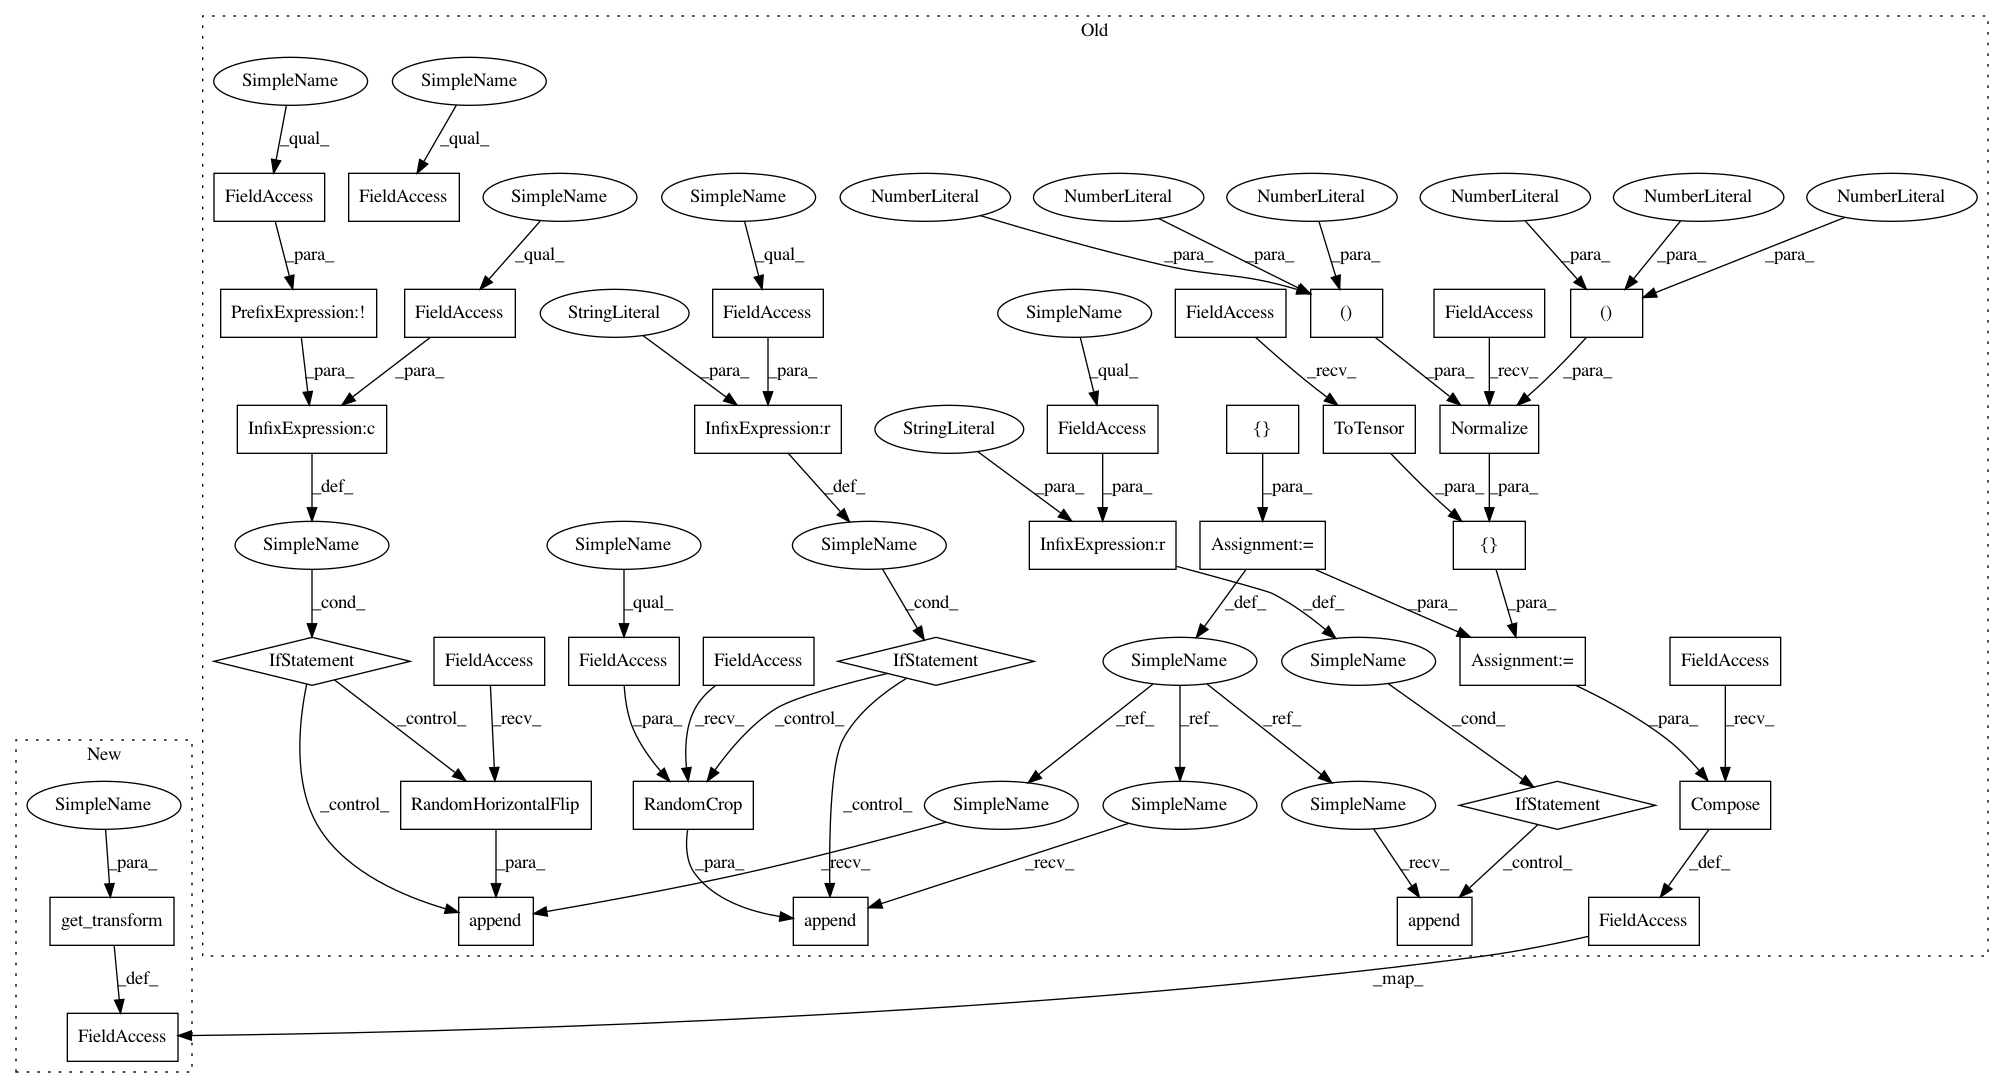 Old
SimpleName
SimpleName
_qual_
_qual_
FieldAccess
FieldAccess
SimpleName
SimpleName
NumberLiteral
NumberLiteral
NumberLiteral
NumberLiteral
NumberLiteral
NumberLiteral
_para_
_qual_
_qual_
_para_
_para_
_para_
_para_
_para_
_para_
PrefixExpression:!
FieldAccess
StringLiteral
FieldAccess
SimpleName
FieldAccess
()
FieldAccess
()
_para_
_para_
_para_
_para_
_qual_
_recv_
_para_
_recv_
_para_
InfixExpression:c
InfixExpression:r
StringLiteral
FieldAccess
{}
ToTensor
Normalize
_def_
_def_
_para_
_para_
_para_
_para_
_para_
SimpleName
SimpleName
SimpleName
InfixExpression:r
Assignment:=
{}
_cond_
_qual_
_cond_
_def_
_def_
_para_
_para_
IfStatement
FieldAccess
FieldAccess
FieldAccess
IfStatement
SimpleName
SimpleName
Assignment:=
FieldAccess
_control_
_recv_
_para_
_recv_
_control_
_ref_
_ref_
_ref_
_cond_
_para_
_recv_
New
SimpleName
RandomHorizontalFlip
RandomCrop
SimpleName
SimpleName
SimpleName
IfStatement
Compose
_control_
_control_
_para_
_para_
_para_
_recv_
_recv_
_recv_
_control_
_def_
get_transform
append
append
append
FieldAccess
_def_
_map_
FieldAccess